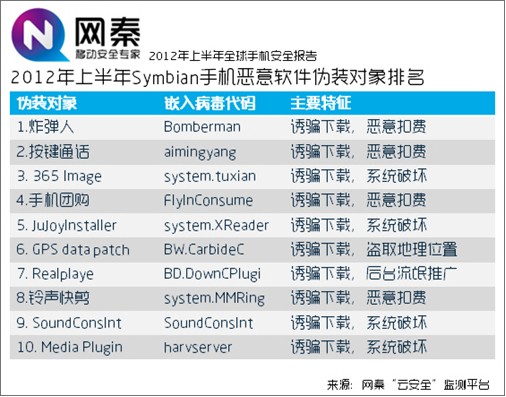 网秦
移动安全专家
2012年上半年全球手机安全报告
2012年上半年Symbian手机恶意软件伪装对象排名
伪装对象 嵌入病毒代码 主要特征
1.炸弹人 Bomberman 诱骗下载，恶意扣费
2.按键通话 aimingyang 诱骗下载，恶意扣费
3. 365 Image system.tuxian 诱骗下载，系统破坏
4.手机团购 FlyInConsume 诱骗下载，恶意扣费
5. JuJoyInstaller system.XReader 诱骗下载，系统破坏
6. GPS data patch BW.CarbideC 诱骗下载，盗取地理位置
7. Realplaye BD.DownCPlugi 诱骗下载，后台流氓推广
8.铃声快剪 system.MMRing 诱骗下载，恶意扣费
9. SoundConsInt SoundConsInt 诱骗下载，系统破坏
10. Media Plugin harvserver 诱骗下载，系统破坏
来源：网秦“云安全”监测平台